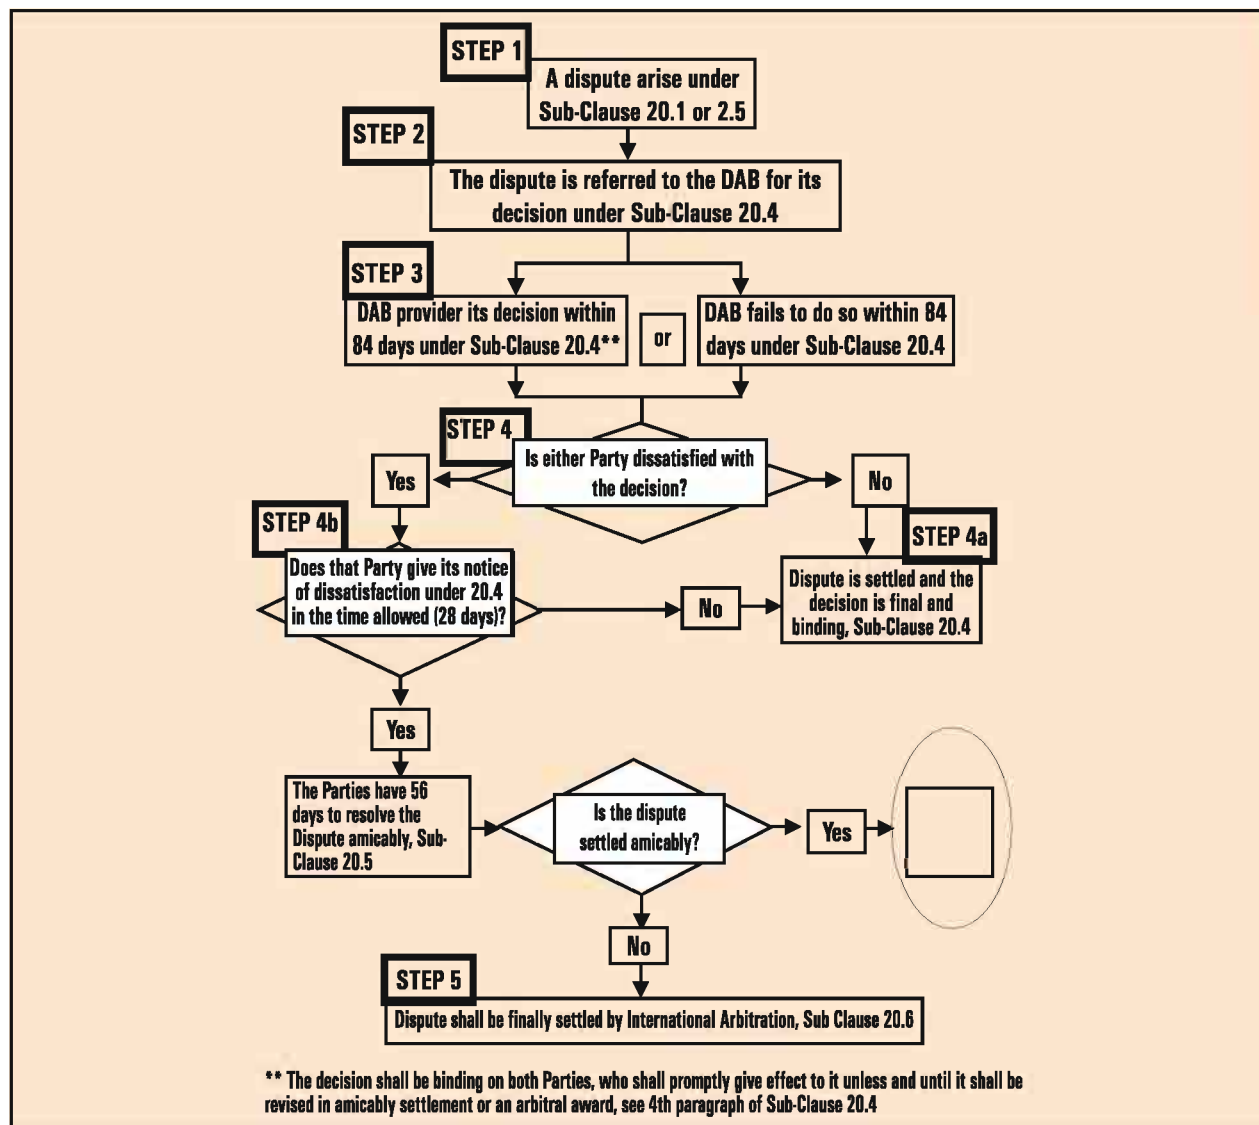 STEP 1
A dispute arise under
Sub-Clause 20.1 or 2.5
STEP 2
The dispute is referred to the DAB for its
decision under Sub-Clause 20.4
STEP 3
DAB provider its decision within
84 days under Sub-Clause 20.4**
or
DAB fails to do so within 84
days under Sub-Clause 20.4
STEP 4
Is either Party dissatisfied with
the decision?
Yes
No
STEP 4b
STEP 4a
Does that Party give its notice
of dissatisfaction under 20.4
in the time allowed (28 days)?
No
Dispute is settled and the
decision is final and
binding, Sub-Clause 20.4
Yes
The Parties have 56
days to resolve the
Dispute amicably, Sub-
Clause 20.5
Is the dispute
settled amicably?
Yes
No
STEP 5
Dispute shall be finally settled by International Arbitration, Sub Clause 20.6
** The decision shall be binding on both Parties, who shall promptly give effect to it unless and until it shall be
revised in amicably settlement or an arbitral award, see 4th paragraph of Sub-Clause 20.4